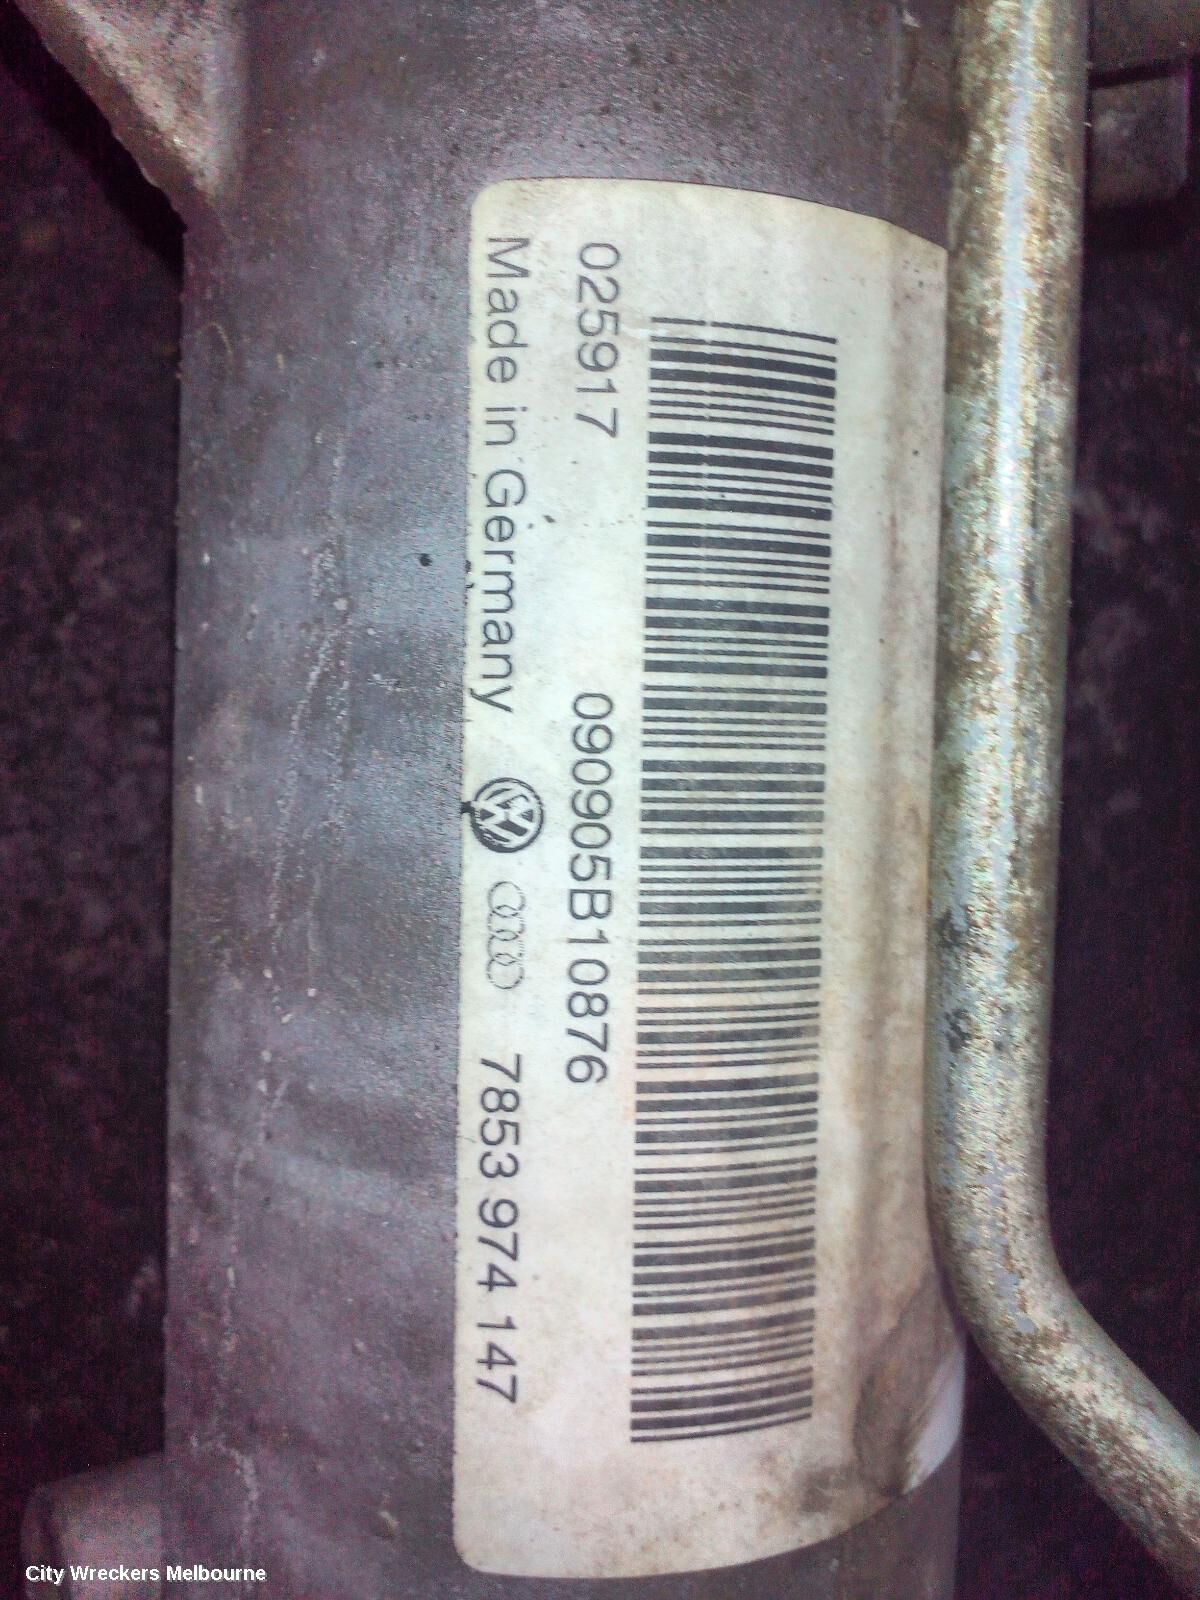 025917 090905B10876
Made in Germany 7853 974 147
City Wreckers Melbourne